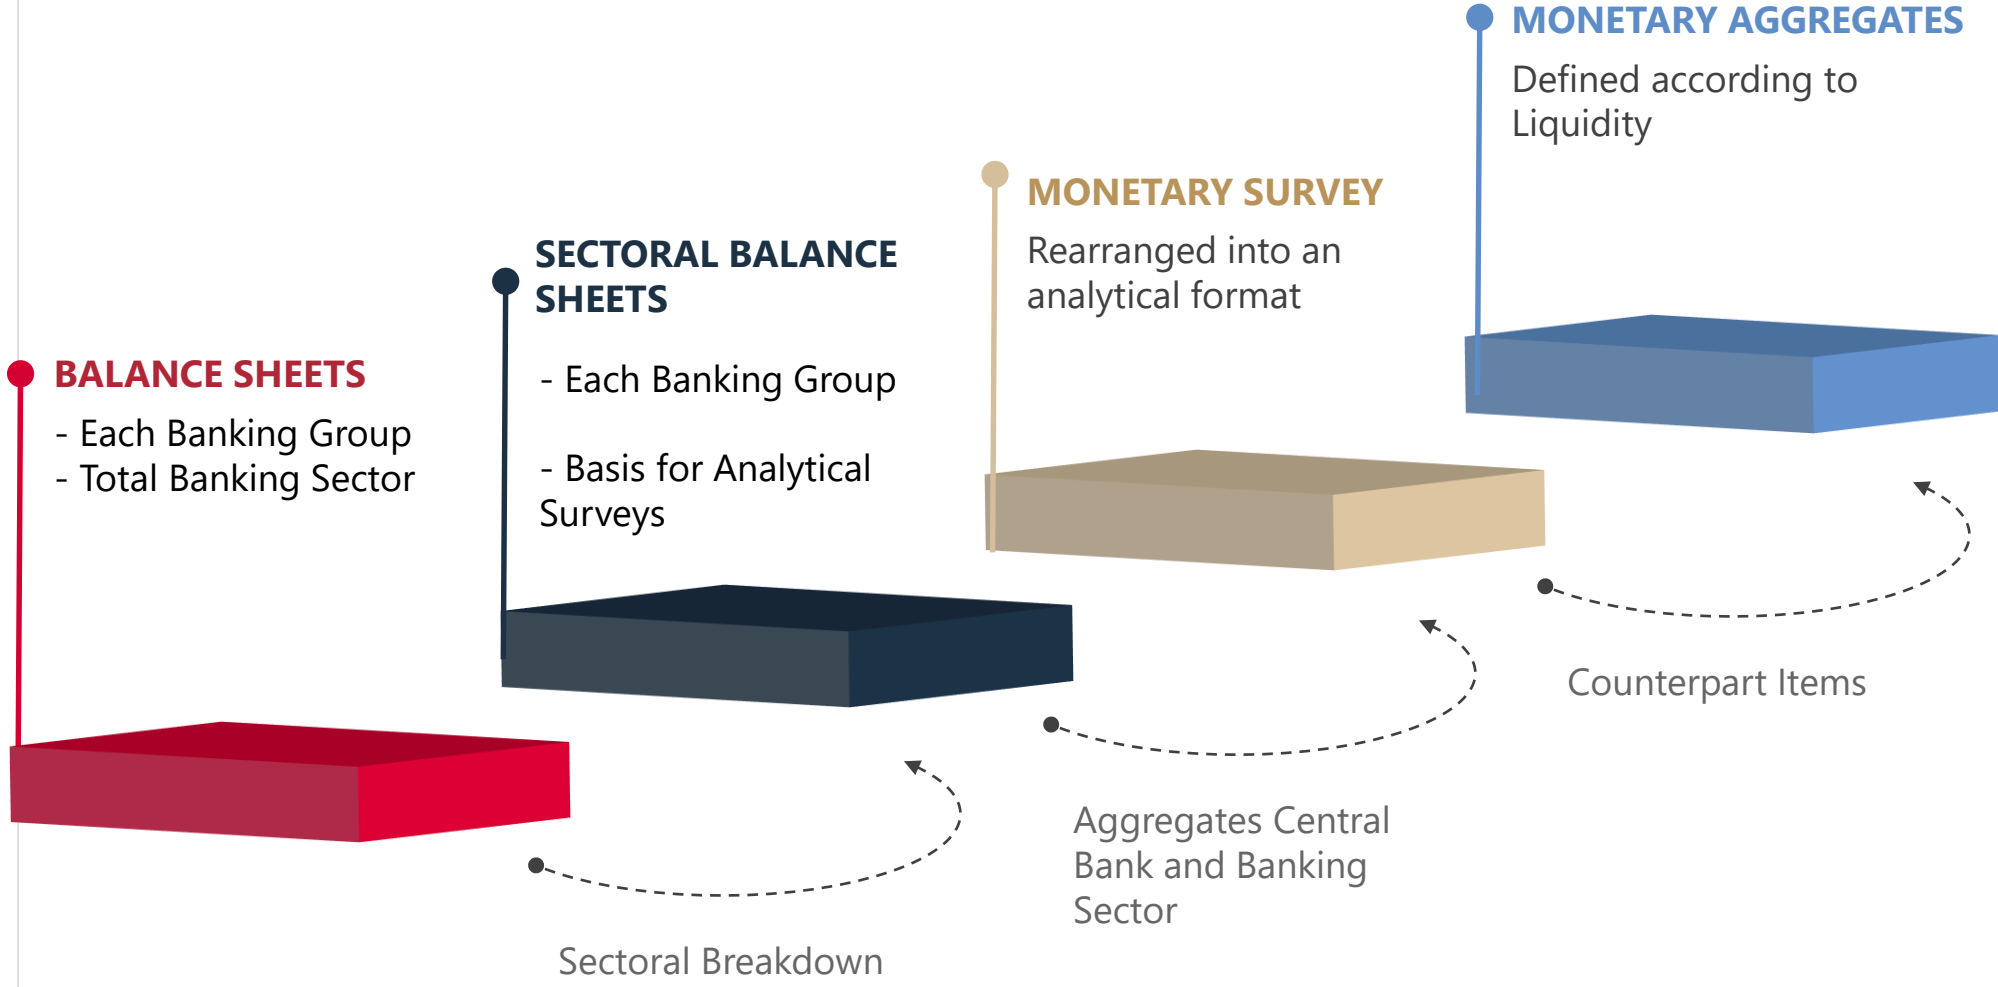 MONETARY AGGREGATES
Defined according to
Liquidity
MONETARY SURVEY
Rearranged into an
analytical format
SECTORAL BALANCE
SHEETS
- Each Banking Group
- Basis for Analytical
Surveys
BALANCE SHEETS
- Each Banking Group
- Total Banking Sector
Counterpart Items
Aggregates Central
Bank and Banking
Sector
Sectoral Breakdown